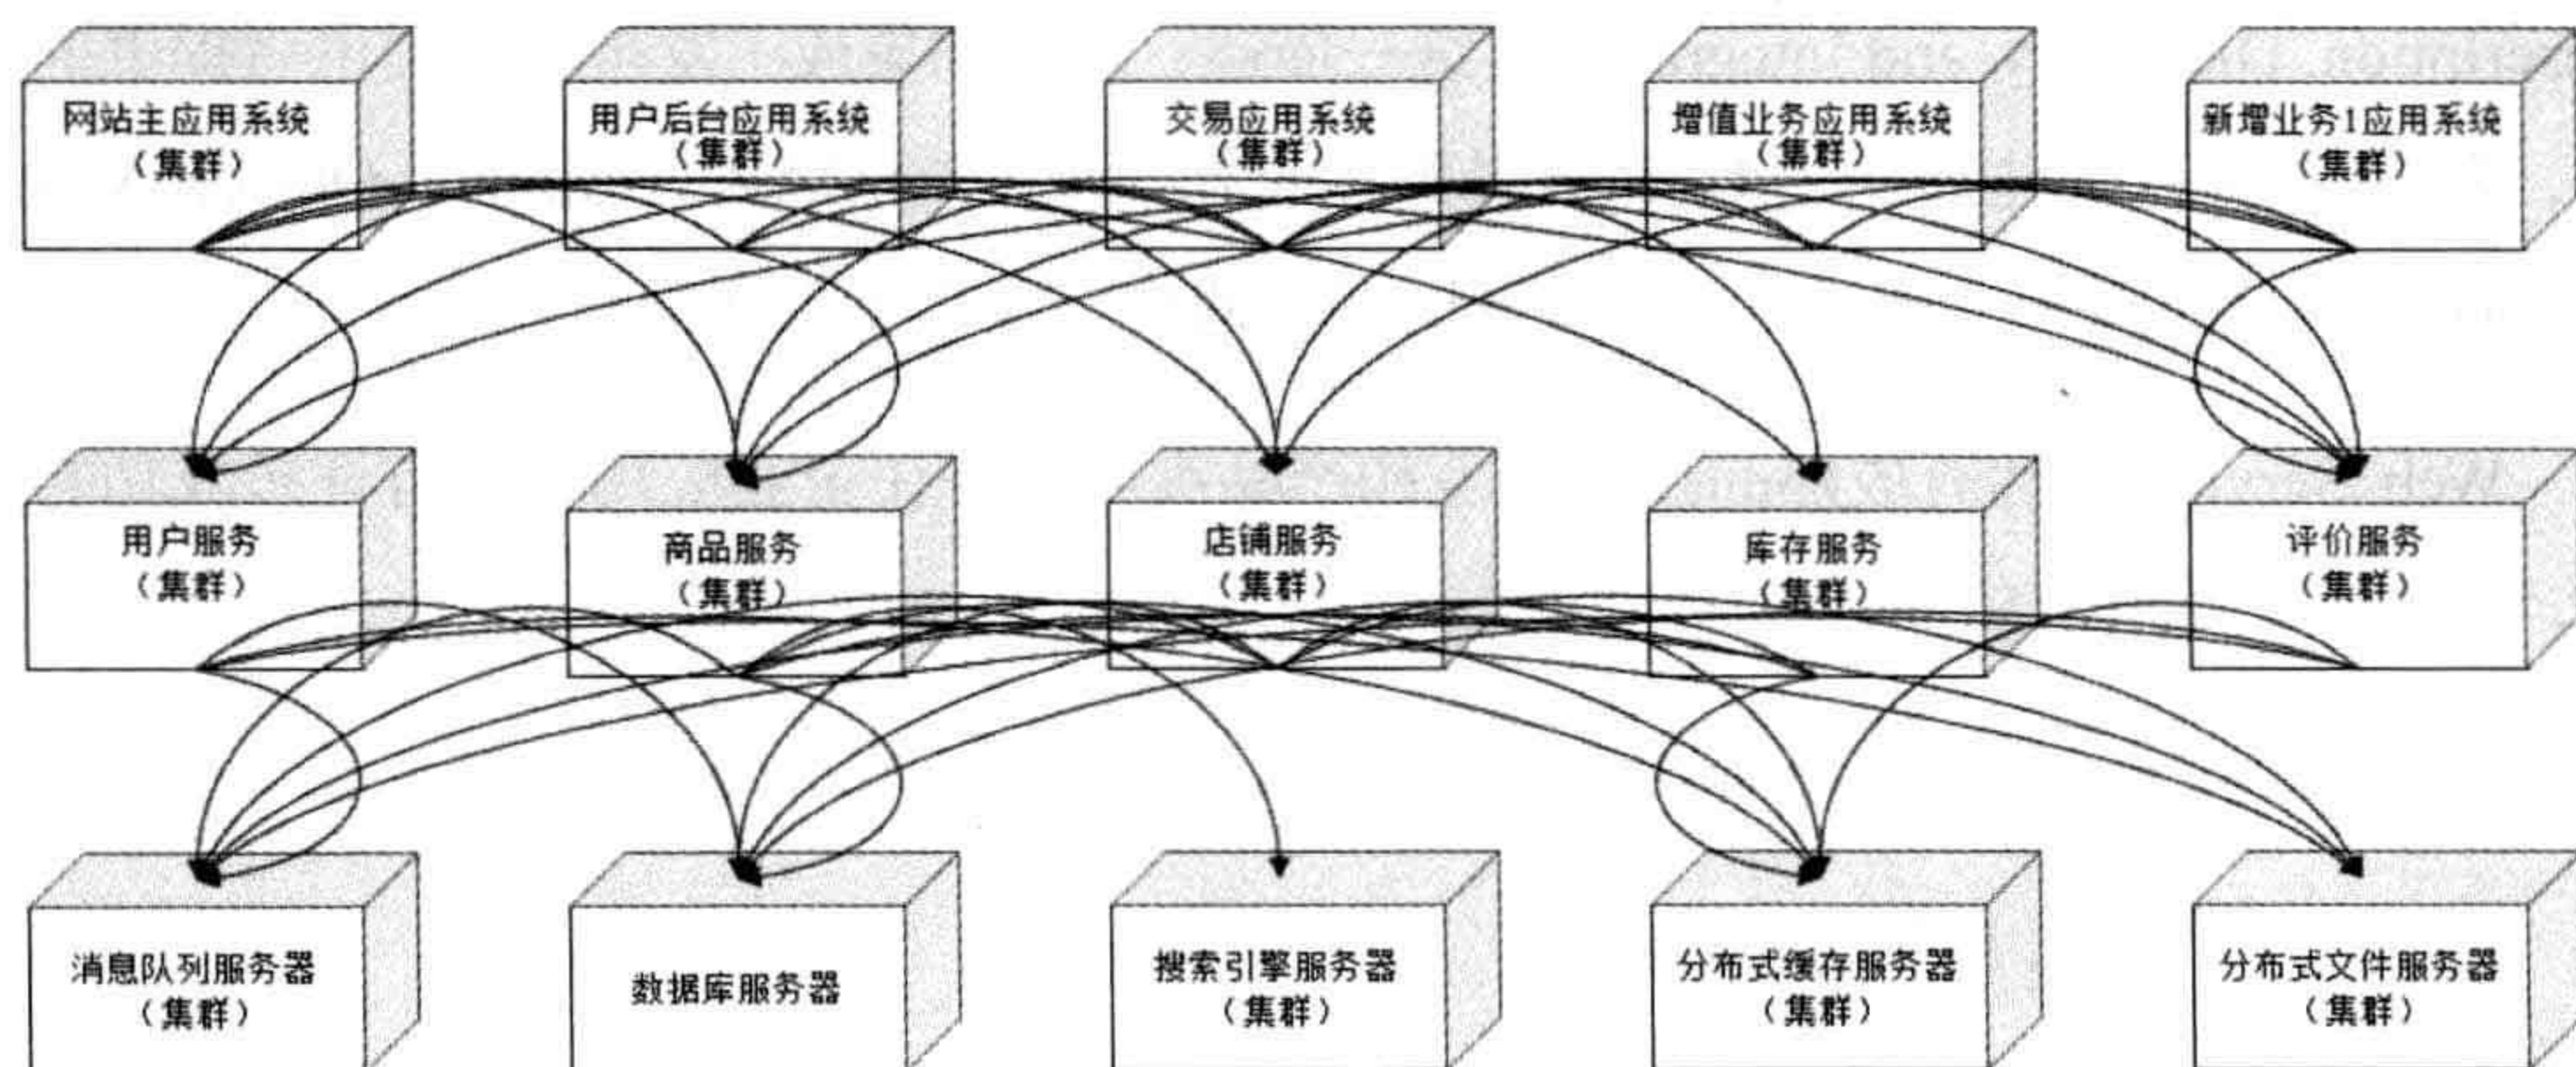 网站主应用系统
（集群）
用户后台应用系统
（集群）
交易应用系统
（集群）
增值业务应用系统
（集群）
新增业务1应用系统
（集群）
用户服务
（集群）
商品服务
（集群）
店铺服务
（集群）
库存服务
（集群）
评价服务
（集群）
消息队列服务器
（集群）
数据库服务器
搜索引擎服务器
（集群）
分布式缓存服务器
（集群）
分布式文件服务器
（集群）